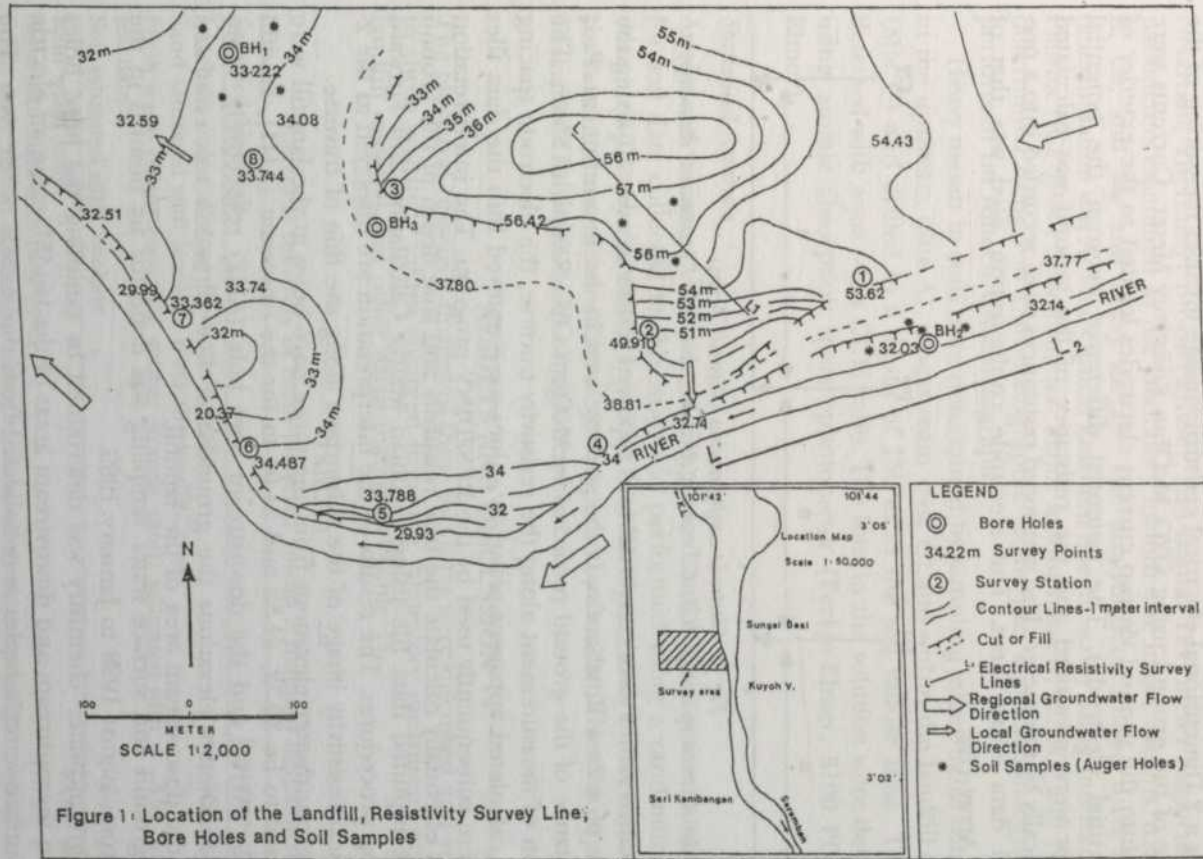 32m
BH1
33.222
34m
32.59
34.08
33m
8
33.744
33m
34m
35m
36m
3
BH3
55m
54m
56m
57m
56.42
56m
L
L1
54.43
1
53.62
37.77
32.14
RIVER
BH2
32.03
L2
L
54m
53m
52m
51m
2
49.910
37.80
38.81
32.74
4
34
RIVER
32.51
29.99
33.362
7
33.74
32m
33m
34m
20.37
6
34.487
34
33.788
5
32
29.93
N
100 0 100
METER
SCALE 1:2,000
101°42'
101°44
3°05'
Location Map
Scale 1:50,000
K.L
Sungai Besi
Survey area
Kuyoh V.
3°02'
Seri Kembangan
Seremban
LEGEND
Bore Holes
34.22m Survey Points
2 Survey Station
Contour Lines-1 meter interval
Cut or Fill
L L1 Electrical Resistivity Survey
Lines
Regional Groundwater Flow
Direction
Local Groundwater Flow
Direction
Soil Samples (Auger Holes)
Figure 1: Location of the Landfill, Resistivity Survey Line,
Bore Holes and Soil Samples